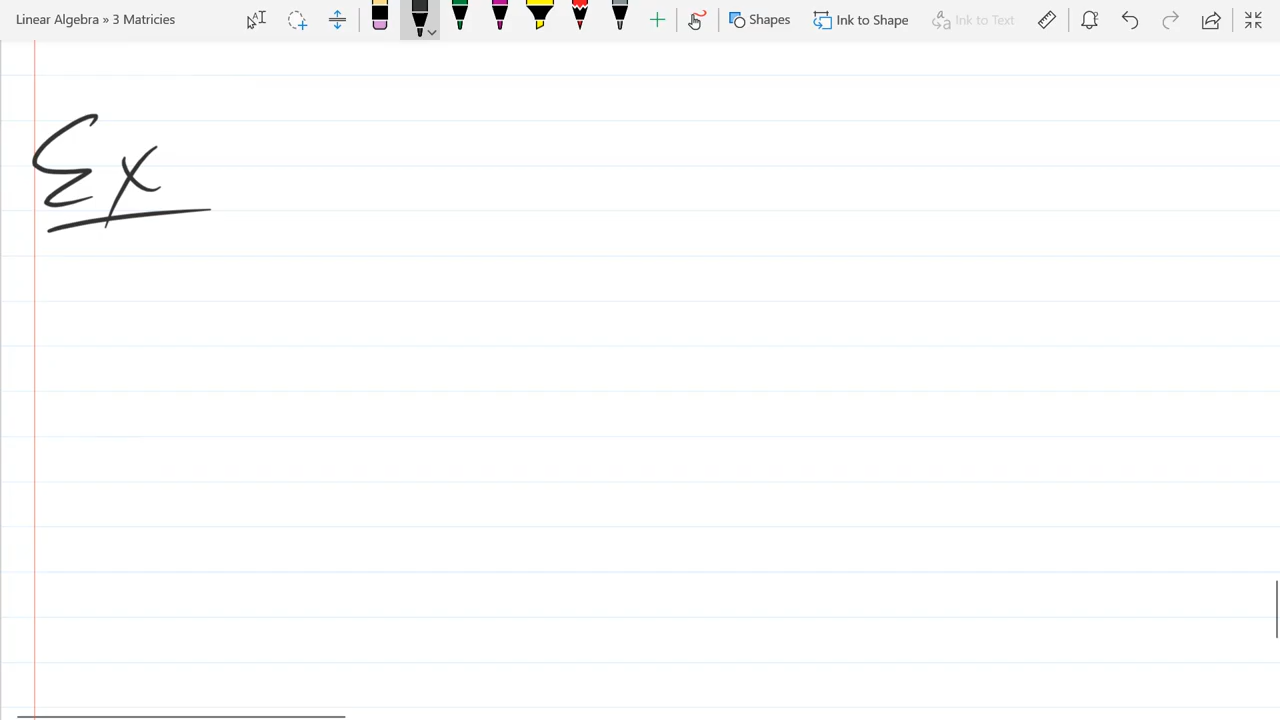 Linear Algebra » 3 Matricies
Shapes
Ink to Shape
Ink to Text
Ex